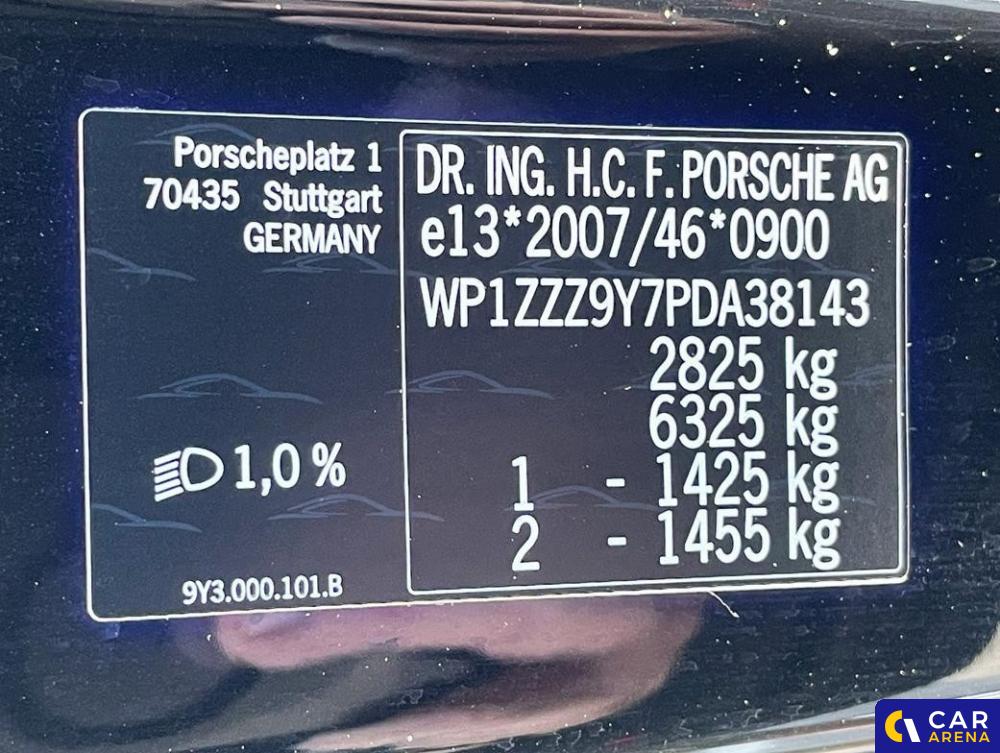 Porscheplatz 1
70435 Stuttgart
GERMANY
1,0 %
9Y3.000.101.B
DR. ING. H.C. F. PORSCHE AG
e13*2007/46*0900
WP1ZZZ9Y7PDA38143
2825 kg
6325 kg
1 - 1425 kg
2 - 1455 kg
CAR
ARENA